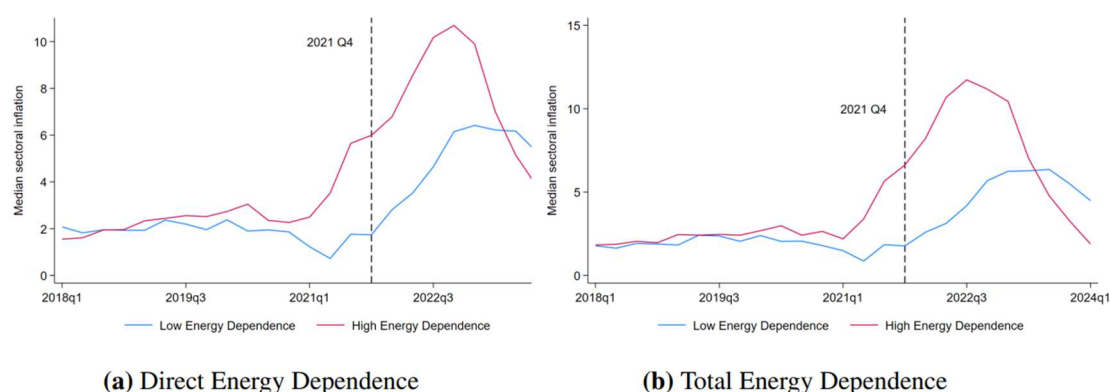 Median sectoral inflation
10
8
6
4
2
0
2021 Q4
2018q1 2019q3 2021q1 2022q3
Low Energy Dependence High Energy Dependence
(a) Direct Energy Dependence
Median sectoral inflation
15
10
5
0
2021 Q4
2018q1 2019q3 2021q1 2022q3 2024q1
Low Energy Dependence High Energy Dependence
(b) Total Energy Dependence